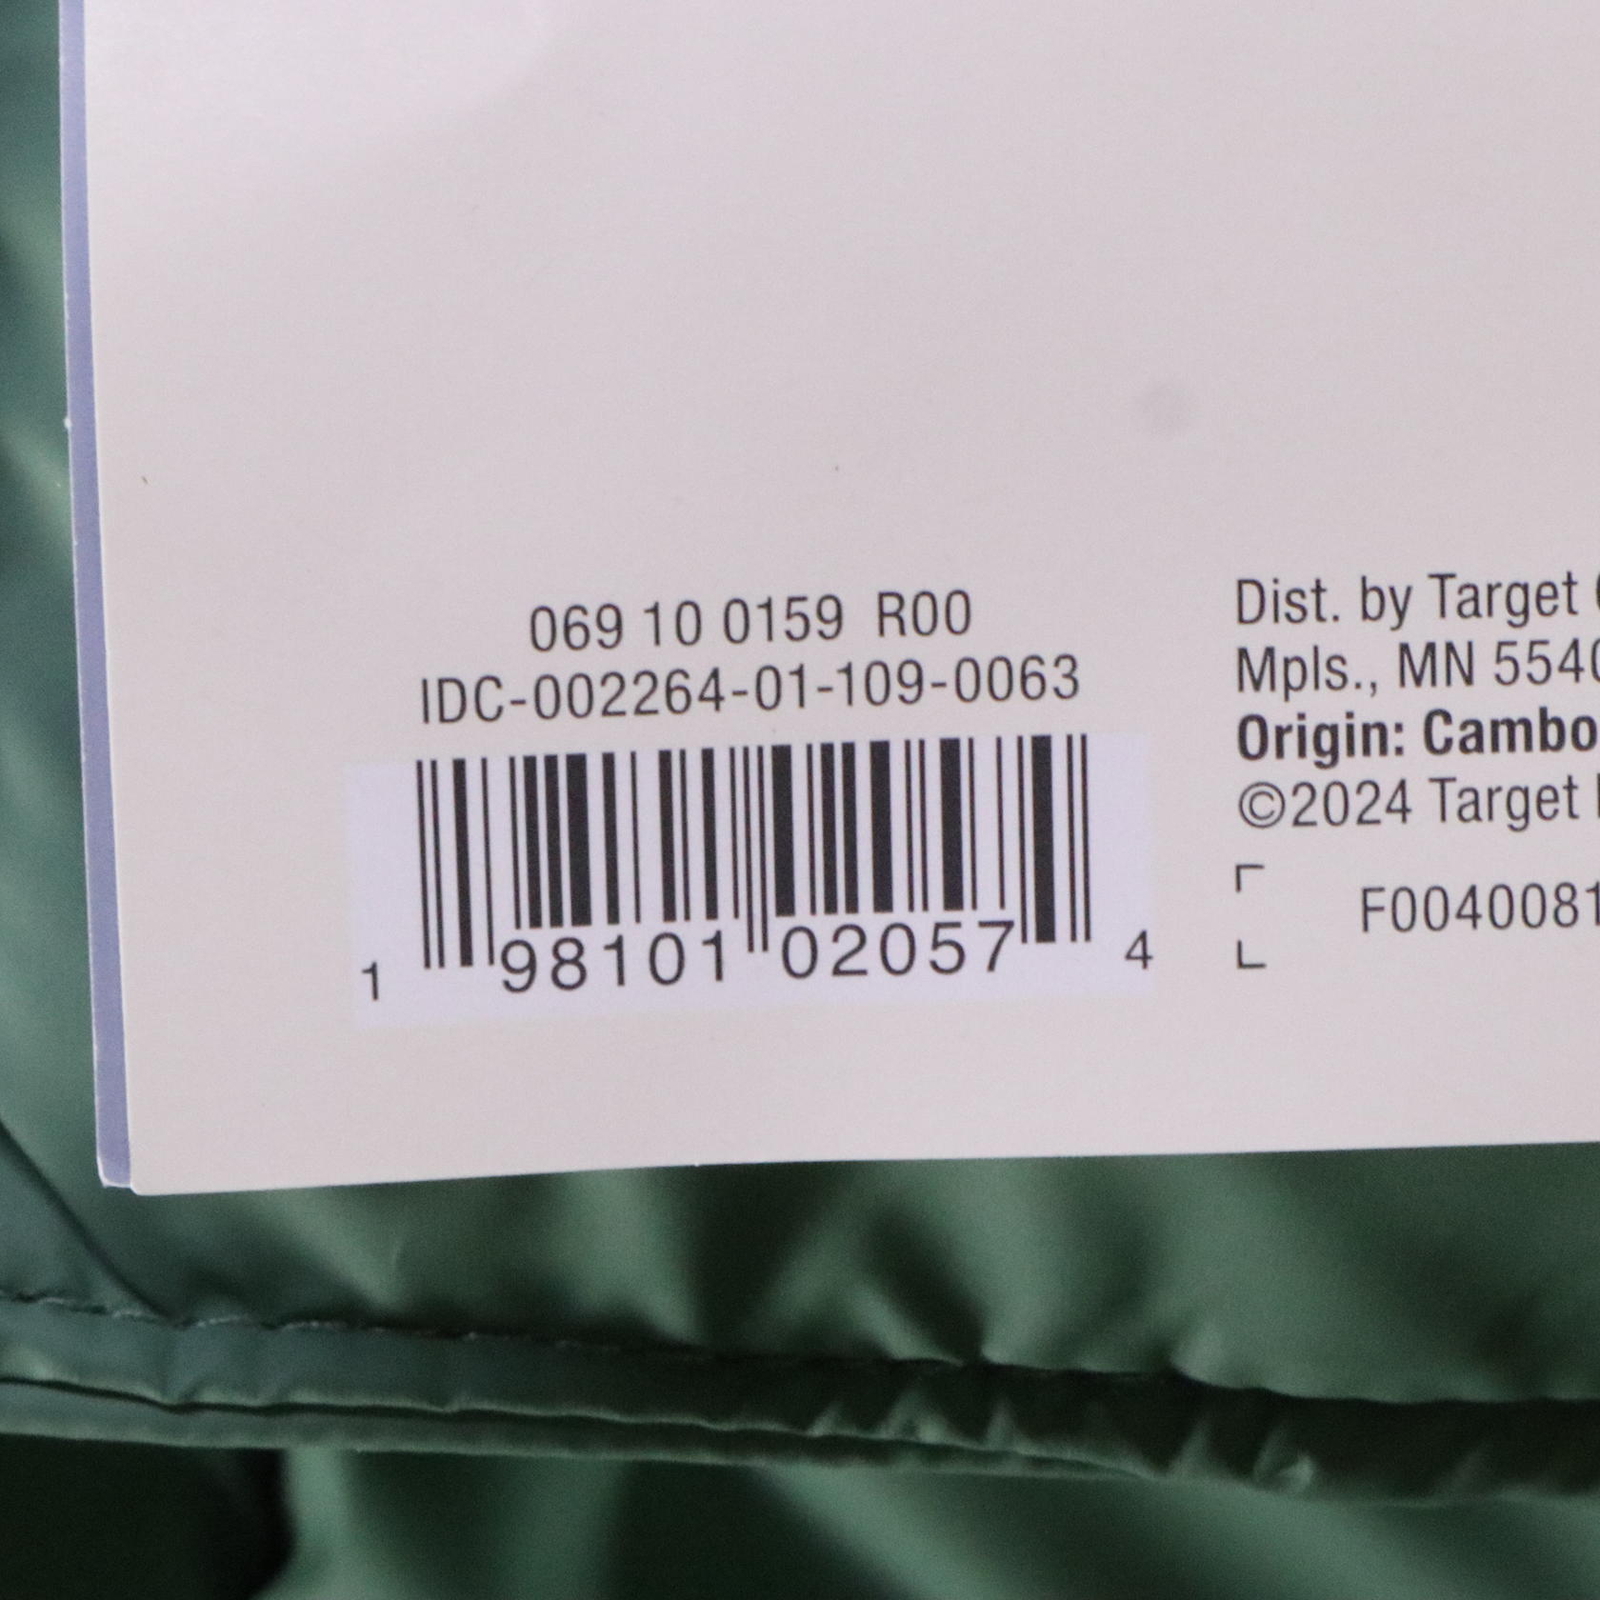 069 10 0159 R00
IDC-002264-01-109-0063
1 98101 02057 4
Dist. by Target
Mpls., MN 5540
Origin: Cambo
©2024 Target
F0040081